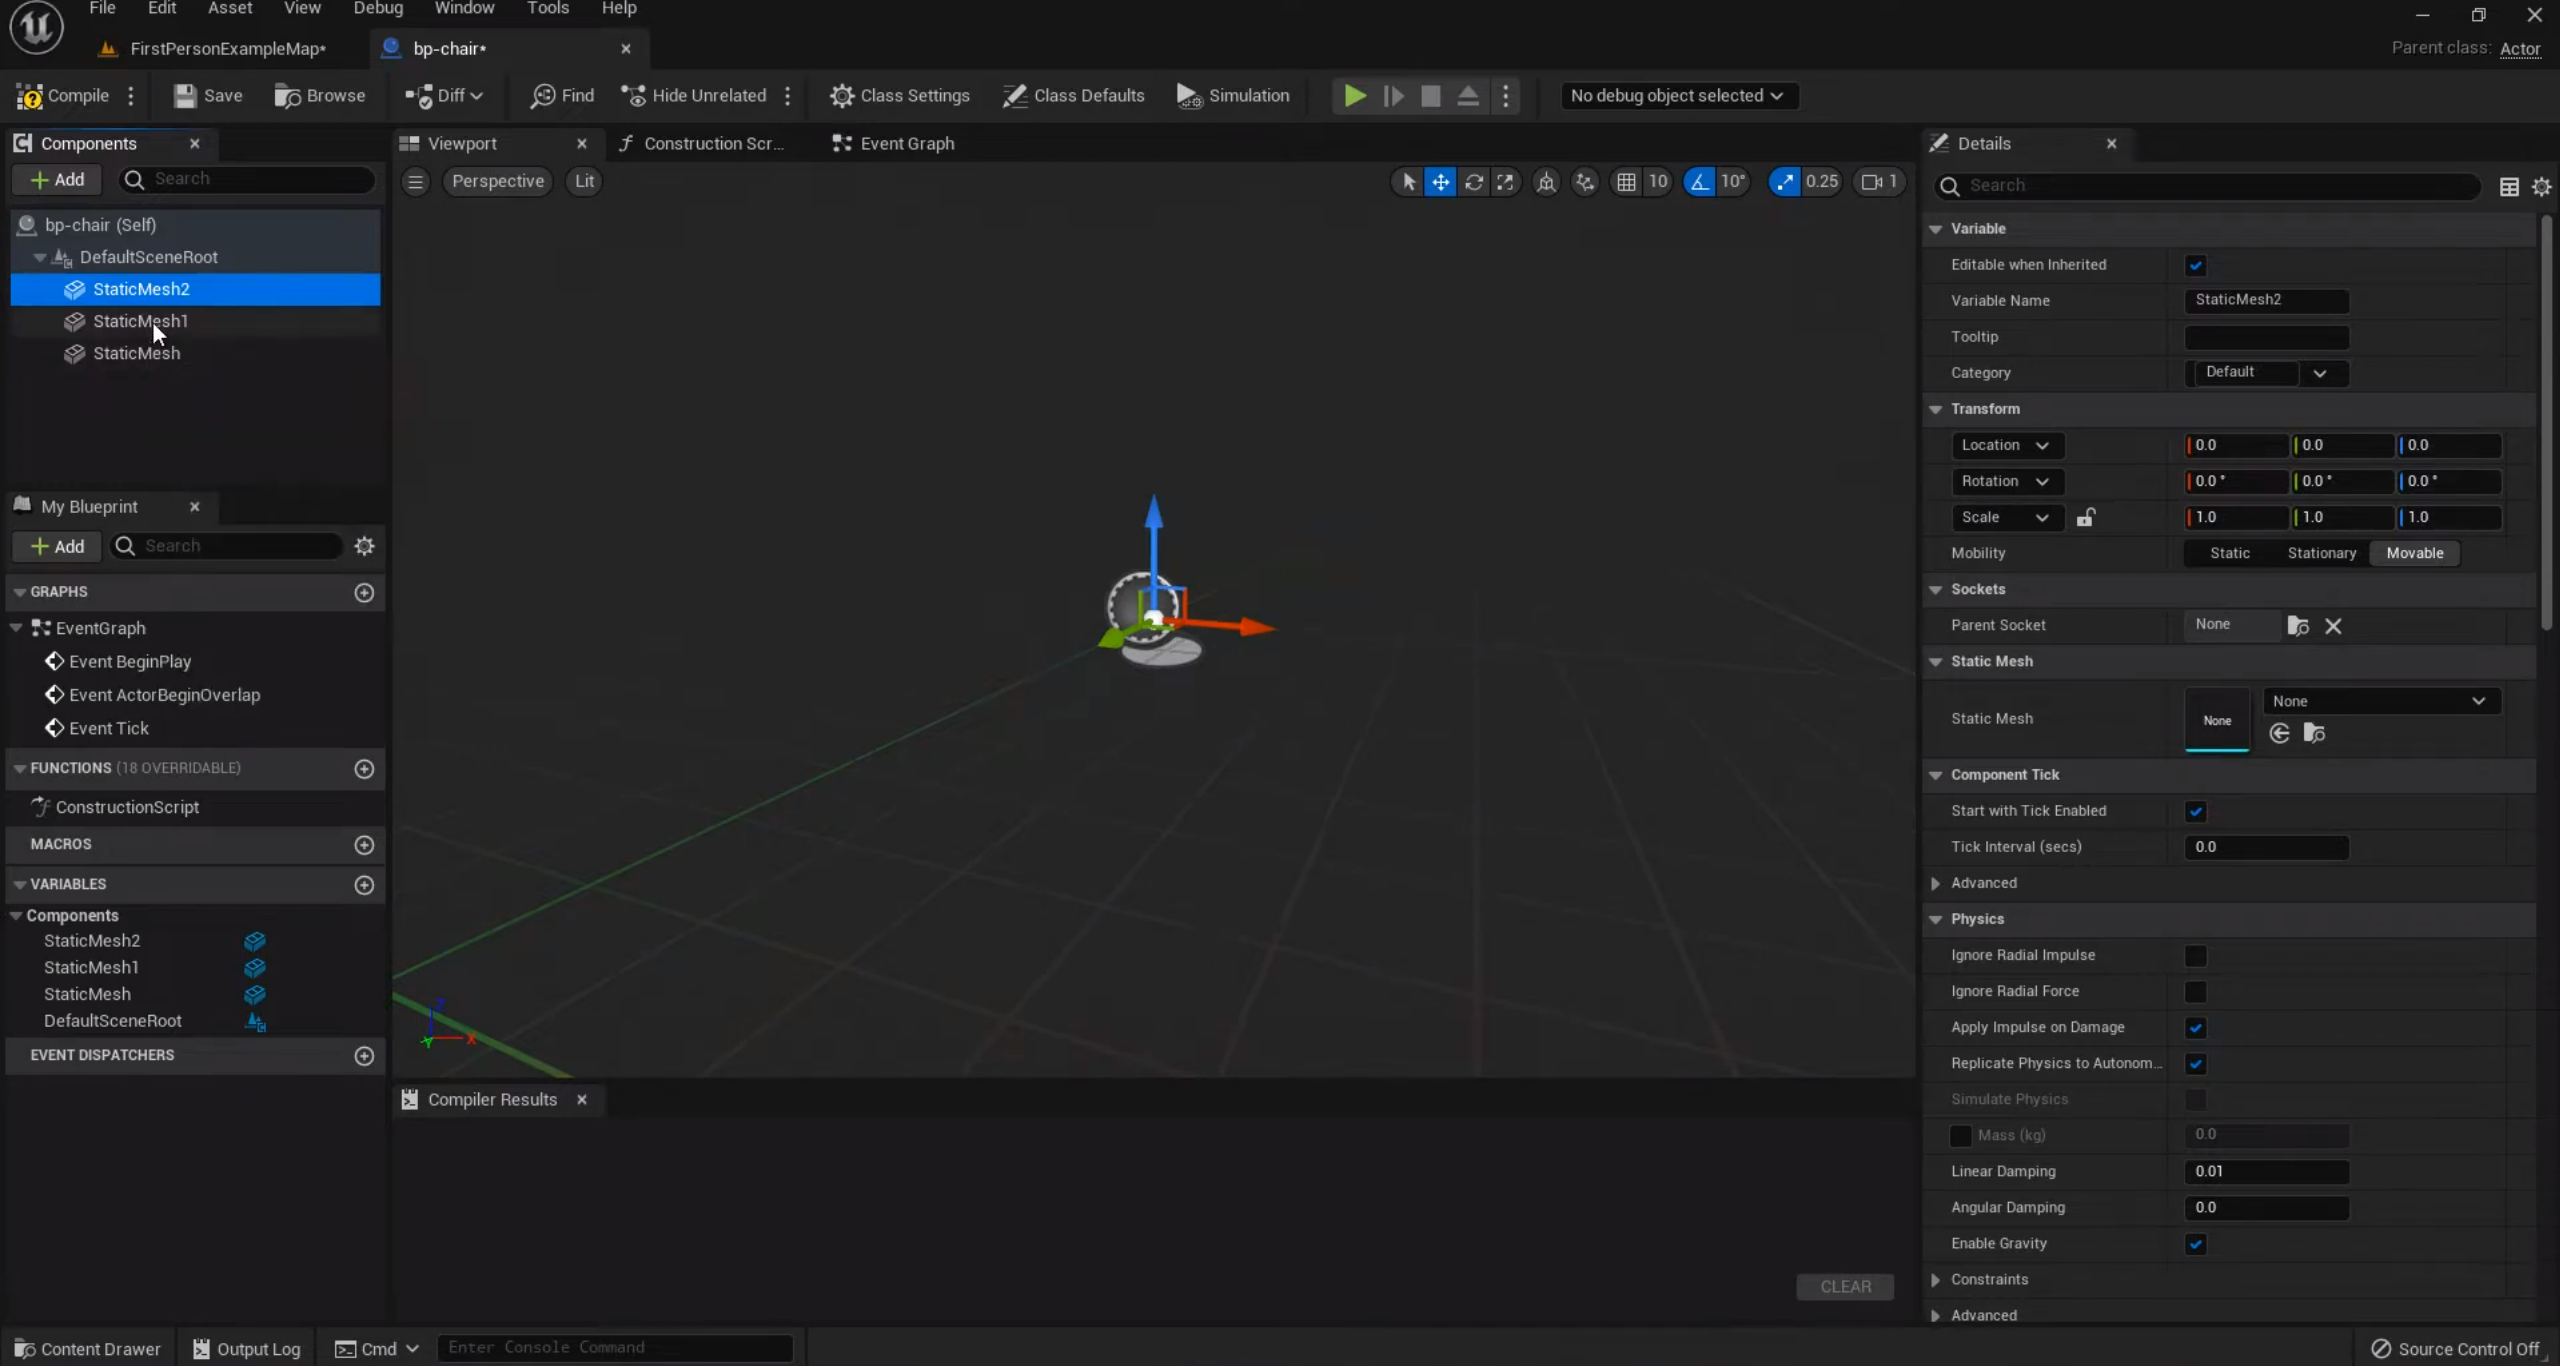 File Edit View Asset Debug Window Tools Help
FirstPersonExampleMap*
bp-chair*
Parent class: Actor
Compile
Save
Browse
Diff
Find
Hide Unrelated
Class Settings
Class Defaults
Simulation
No debug object selected
Components
Add
Search
bp-chair (Self)
DefaultSceneRoot
StaticMesh2
StaticMesh1
StaticMesh
My Blueprint
Add
Search
GRAPHS
EventGraph
Event BeginPlay
Event ActorBeginOverlap
Event Tick
FUNCTIONS (18 OVERRIDABLE)
ConstructionScript
MACROS
VARIABLES
Components
StaticMesh2
StaticMesh1
StaticMesh
DefaultSceneRoot
EVENT DISPATCHERS
Viewport
Construction Scr...
Event Graph
Perspective
Lit
10
10°
0.25
1
Z
X
Y
Compiler Results
CLEAR
Details
Search
Variable
Editable when Inherited
Variable Name StaticMesh2
Tooltip
Category Default
Transform
Location 0.0 0.0 0.0
Rotation 0.0 ° 0.0 ° 0.0 °
Scale 1.0 1.0 1.0
Mobility Static Stationary Movable
Sockets
Parent Socket None
Static Mesh
Static Mesh None None
Component Tick
Start with Tick Enabled
Tick Interval (secs) 0.0
Advanced
Physics
Ignore Radial Impulse
Ignore Radial Force
Apply Impulse on Damage
Replicate Physics to Autonom...
Simulate Physics
Mass (kg) 0.0
Linear Damping 0.01
Angular Damping 0.0
Enable Gravity
Constraints
Advanced
Content Drawer
Output Log
Cmd
Enter Console Command
Source Control Off